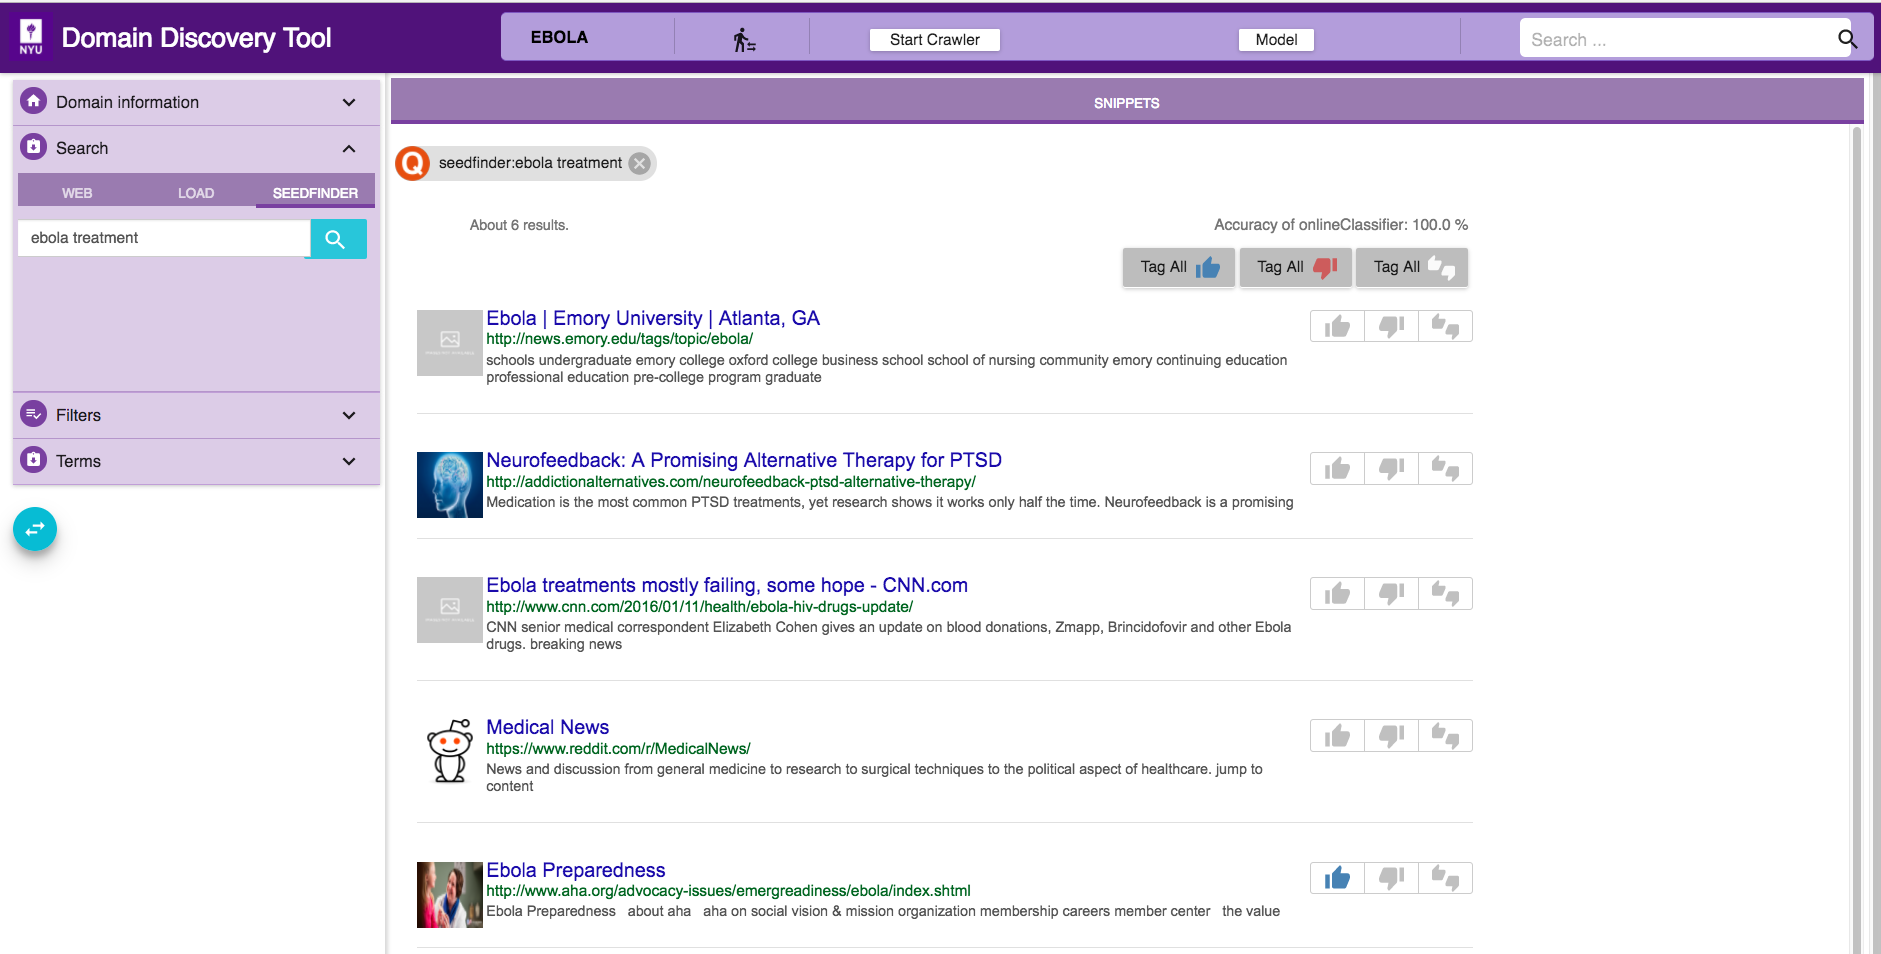 NYU
Domain Discovery Tool
EBOLA
Start Crawler
Model
Search ...
Domain information
Search
WEB
LOAD
SEEDFINDER
ebola treatment
Filters
Terms
SNIPPETS
Q
seedfinder:ebola treatment
About 6 results.
Accuracy of onlineClassifier: 100.0 %
Tag All
Tag All
Tag All
Ebola | Emory University | Atlanta, GA
http://news.emory.edu/tags/topic/ebola/
schools undergraduate emory college oxford college business school school of nursing community emory continuing education
professional education pre-college program graduate
Neurofeedback: A Promising Alternative Therapy for PTSD
http://addictionalternatives.com/neurofeedback-ptsd-alternative-therapy/
Medication is the most common PTSD treatments, yet research shows it works only half the time. Neurofeedback is a promising
Ebola treatments mostly failing, some hope - CNN.com
http://www.cnn.com/2016/01/11/health/ebola-hiv-drugs-update/
CNN senior medical correspondent Elizabeth Cohen gives an update on blood donations, Zmapp, Brincidofovir and other Ebola
drugs. breaking news
Medical News
https://www.reddit.com/r/MedicalNews/
News and discussion from general medicine to research to surgical techniques to the political aspect of healthcare. jump to
content
Ebola Preparedness
http://www.aha.org/advocacy-issues/emergreadiness/ebola/index.shtml
Ebola Preparedness about aha aha on social vision & mission organization membership careers member center the value